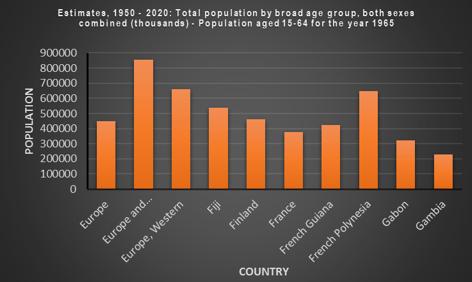 Estimates, 1950 - 2020: Total population by broad age group, both sexes
combined (thousands) - Population aged 15-64 for the year 1965
900000
800000
700000
600000
500000
400000
300000
200000
100000
0
POPULATION
Europe
Europe and...
Europe, Western
Fiji
Finland
France
French Guiana
French Polynesia
Gabon
Gambia
COUNTRY